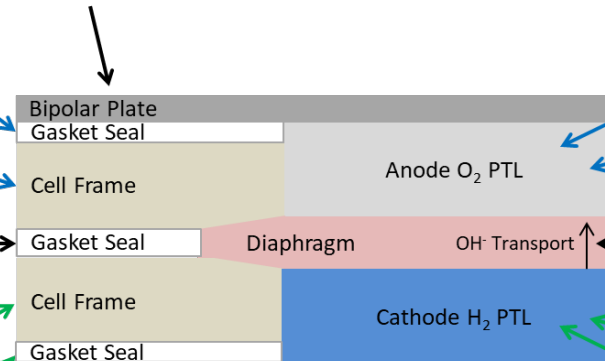 Bipolar Plate
Gasket Seal
Cell Frame
Anode O₂ PTL
Gasket Seal
Diaphragm
OH⁻ Transport
Cell Frame
Cathode H₂ PTL
Gasket Seal